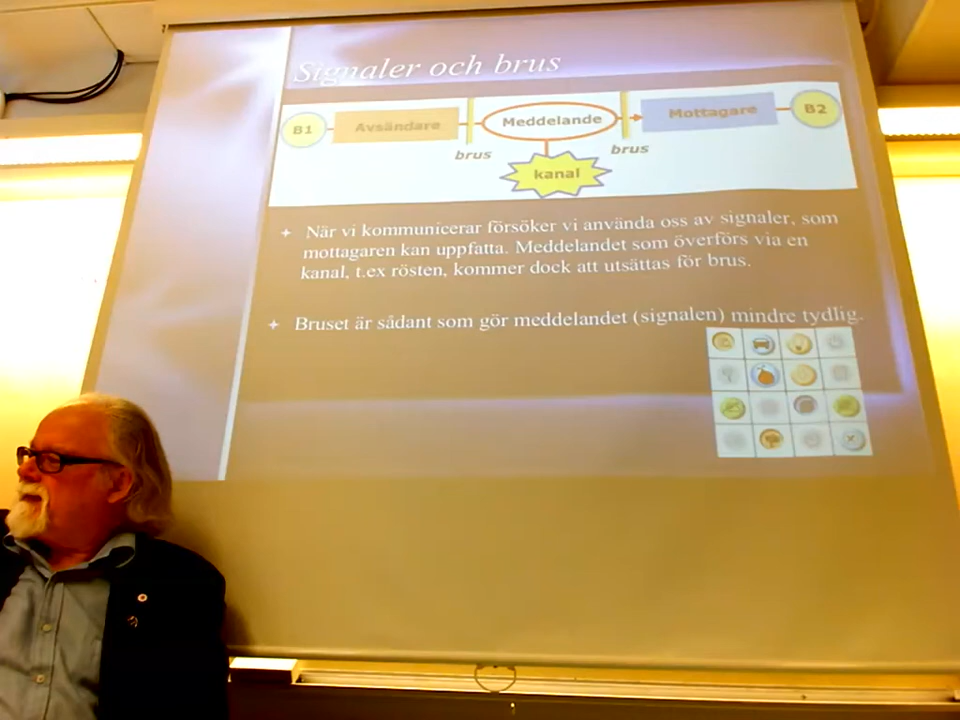 Signaler och brus
B1
Avsändare
Meddelande
Mottagare
B2
brus
brus
kanal
När vi kommunicerar försöker vi använda oss av signaler, som
mottagaren kan uppfatta. Meddelandet som överförs via en
kanal, t.ex rösten, kommer dock att utsättas för brus.
Bruset är sådant som gör meddelandet (signalen) mindre tydlig.